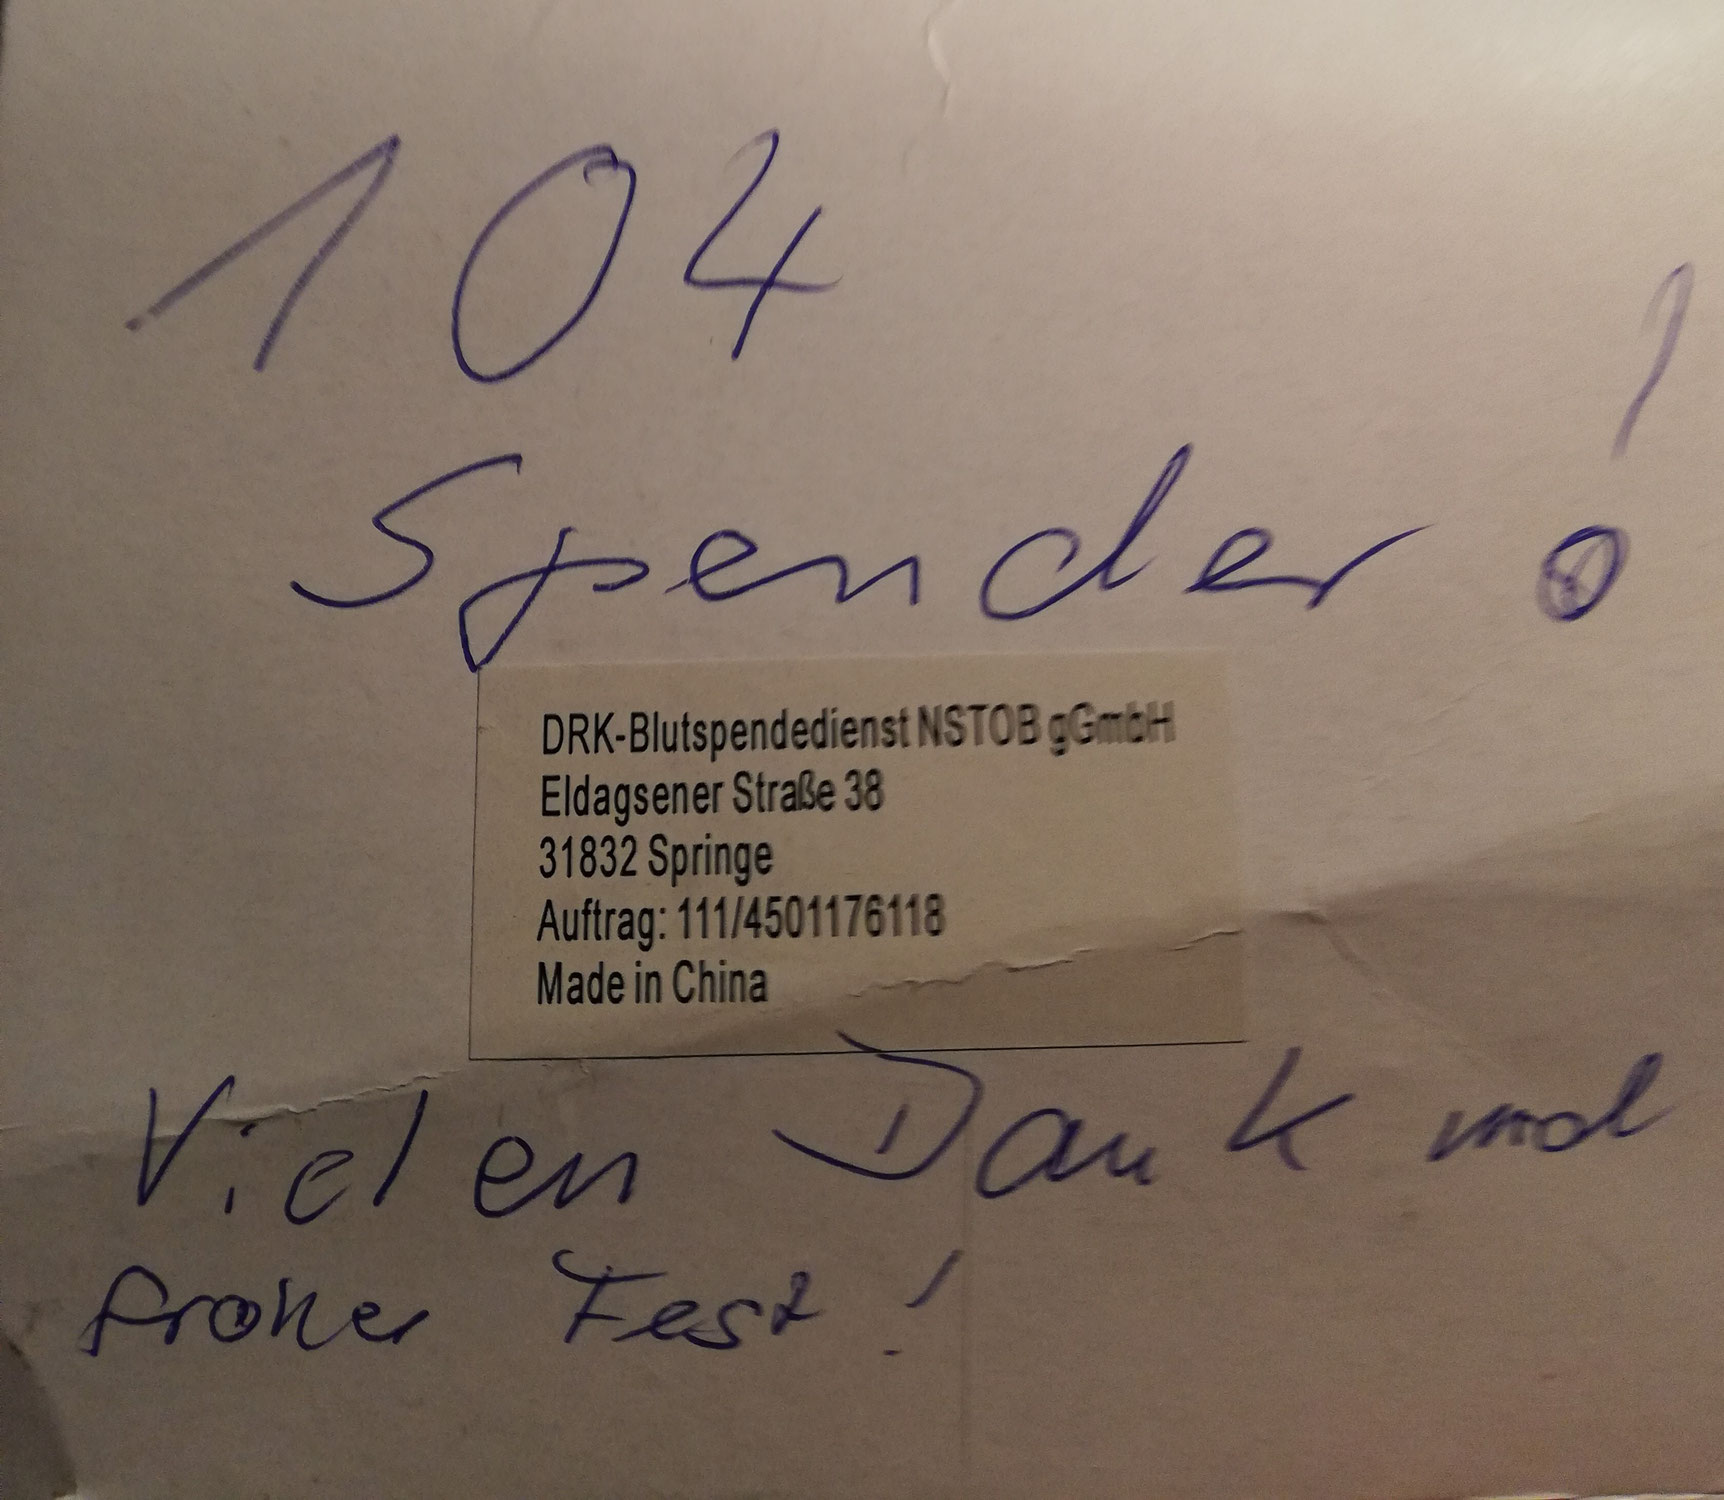 104
Spender!
DRK-Blutspendedienst NSTOB gGmbH
Eldagsener Straße 38
31832 Springe
Auftrag: 111/4501176118
Made in China
Vielen Dank und
froher Fest!